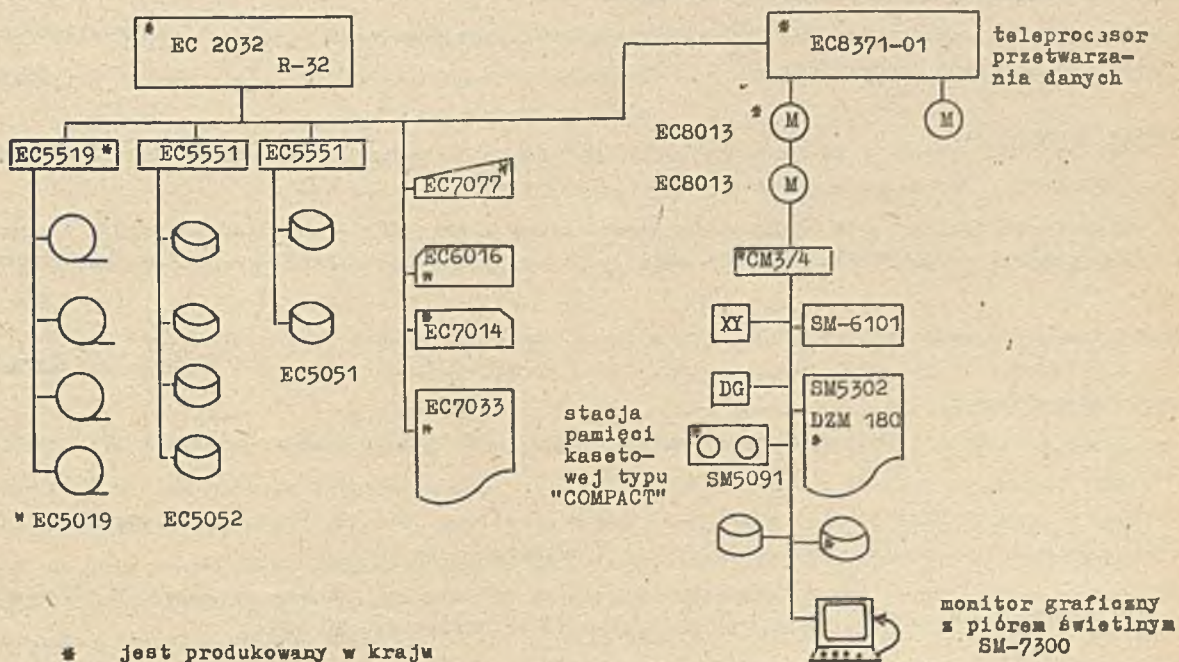 * EC 2032
R-32
* EC8371-01
teleprocesor
przetwarza-
nia danych
EC8013 * M
M
EC8013 M
EC5519 *
EC5551
EC5551
EC7077 *
EC6016
*
*
EC7014
EC7033
*
*CM3/4
XY
SM-6101
DG
SM5302
DZM 180
*
*
SM5091
stacja
pamięci
kaseto-
wej typu
"COMPACT"
EC5051
* EC5019
EC5052
*
monitor graficzny
z piórem świetlnym
SM-7300
* jest produkowany w kraju